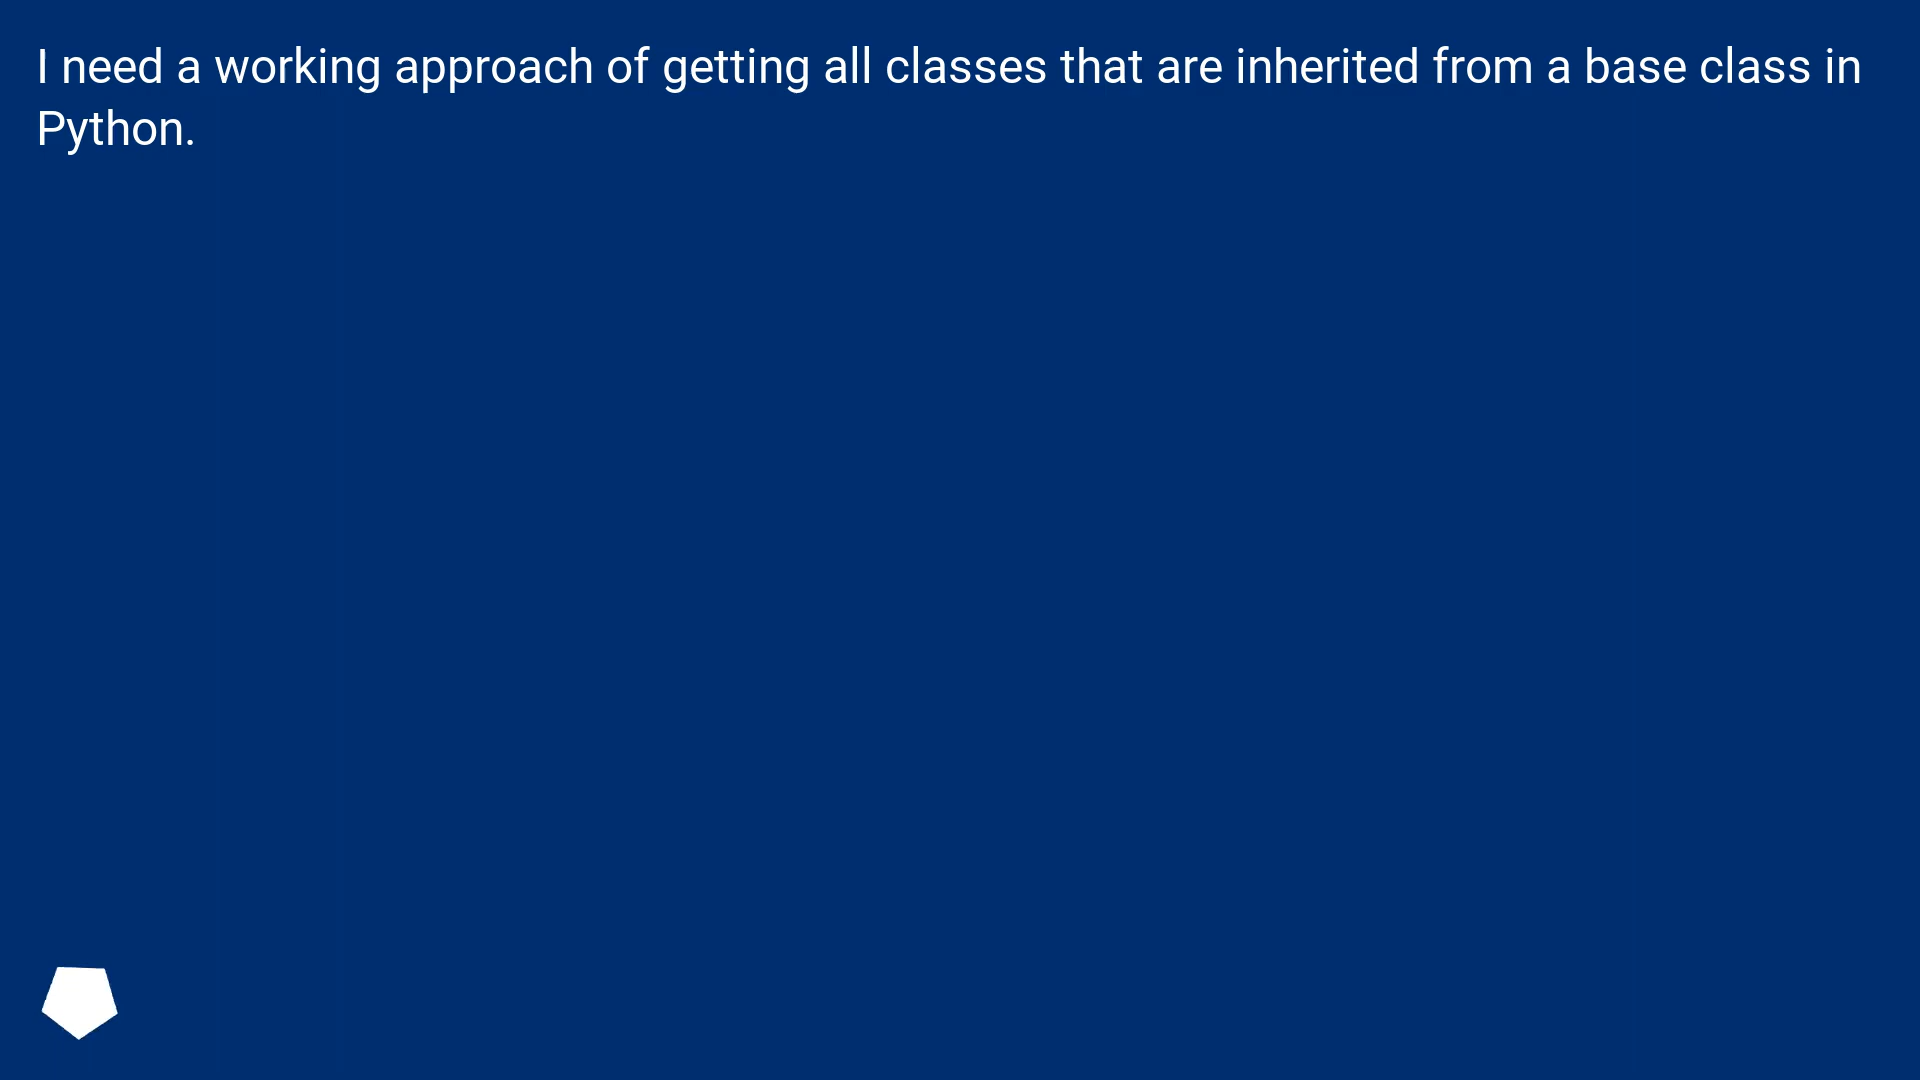 I need a working approach of getting all classes that are inherited from a base class in
Python.